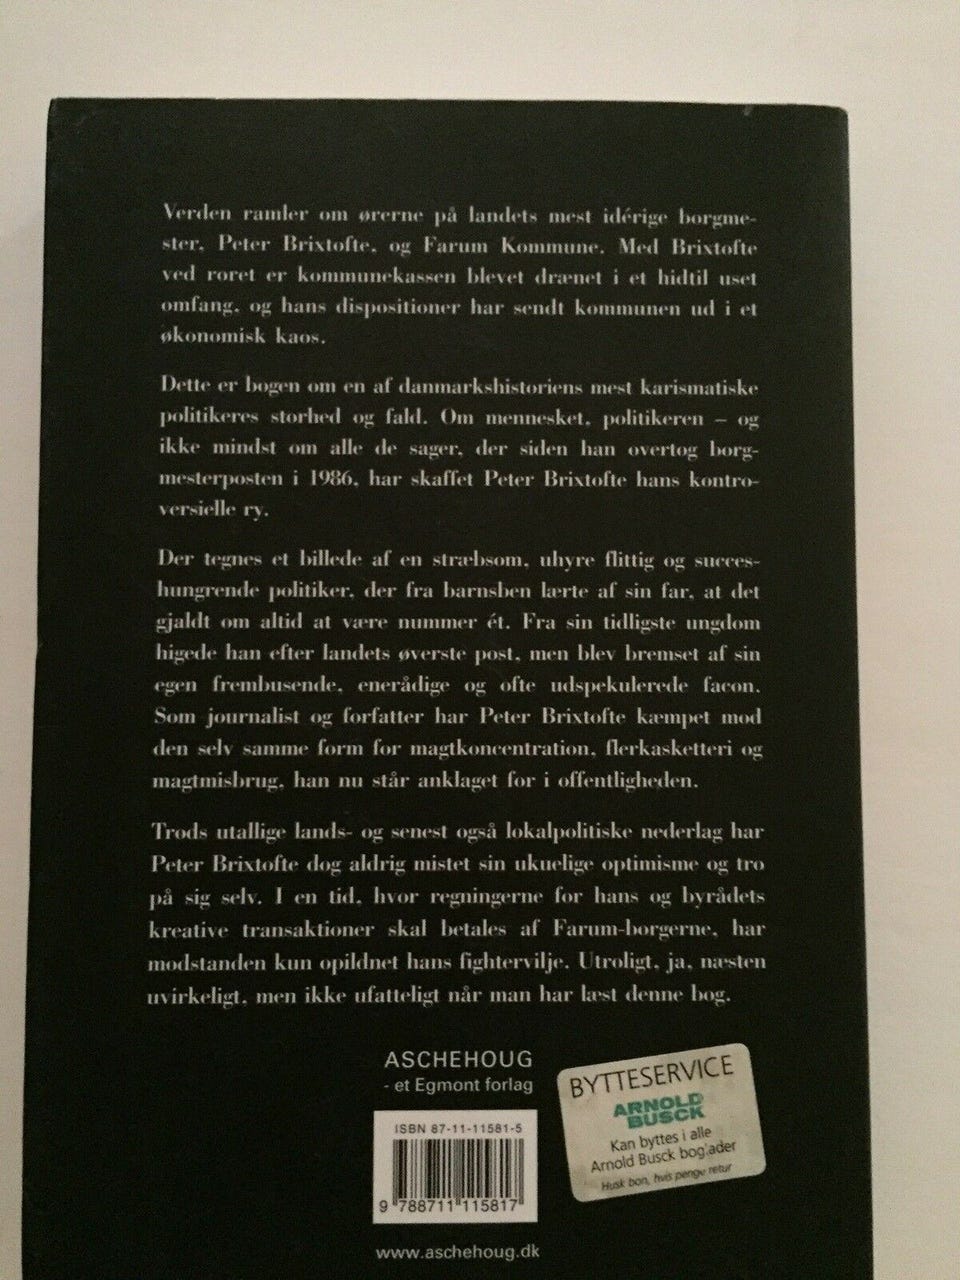 Verden ramler om ørerne på landets mest idérige borgme-
ster, Peter Brixtofte, og Farum Kommune. Med Brixtofte
ved roret er kommunekassen blevet drænet i et hidtil uset
omfang, og hans dispositioner har sendt kommunen ud i et
økonomisk kaos.
Dette er bogen om en af danmarkshistoriens mest karismatiske
politikeres storhed og fald. Om mennesket, politikeren – og
ikke mindst om alle de sager, der siden han overtog borg-
mesterposten i 1986, har skaffet Peter Brixtofte hans kontro-
versielle ry.
Der tegnes et billede af en stræbsom, uhyre flittig og succes-
hungrende politiker, der fra barnsben lærte af sin far, at det
gjaldt om altid at være nummer ét. Fra sin tidligste ungdom
higede han efter landets øverste post, men blev bremset af sin
egen frembusende, enerådige og ofte udspekulerede facon.
Som journalist og forfatter har Peter Brixtofte kæmpet mod
den selv samme form for magtkoncentration, flerkasketteri og
magtmisbrug, han nu står anklaget for i offentligheden.
Trods utallige lands- og senest også lokalpolitiske nederlag har
Peter Brixtofte dog aldrig mistet sin ukuelige optimisme og tro
på sig selv. I en tid, hvor regningerne for hans og byrådets
kreative transaktioner skal betales af Farum-borgerne, har
modstanden kun opildnet hans fightervilje. Utroligt, ja, næsten
uvirkeligt, men ikke ufatteligt når man har læst denne bog.
ASCHEHOUG
- et Egmont forlag
BYTTESERVICE
ARNOLD
BUSCK
Kan byttes i alle
Arnold Busck boglader
Husk bon, hvis penge retur
ISBN 87-11-11581-5
9 788711 115817
www.aschehoug.dk